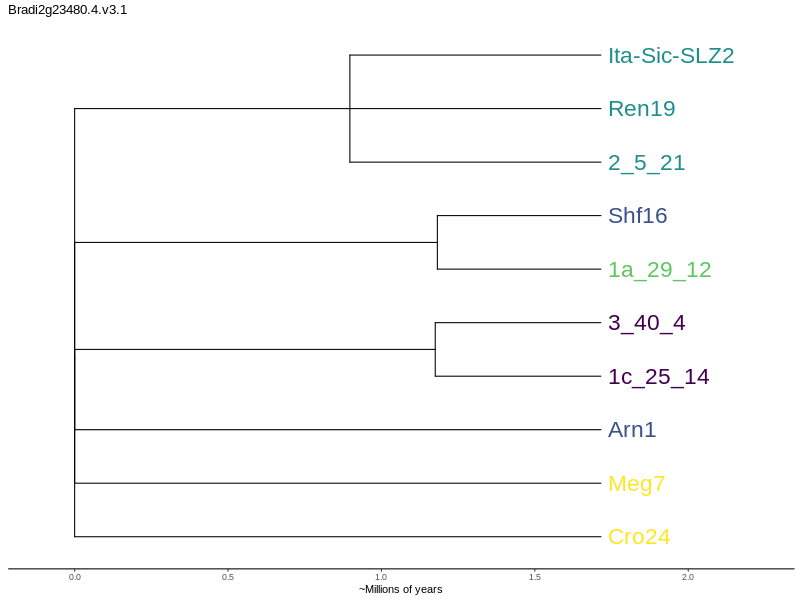 Bradi2g23480.4.v3.1
Ita-Sic-SLZ2
Ren19
2_5_21
Shf16
1a_29_12
3_40_4
1c_25_14
Arn1
Meg7
Cro24
0.0 0.5 1.0 1.5 2.0
~Millions of years